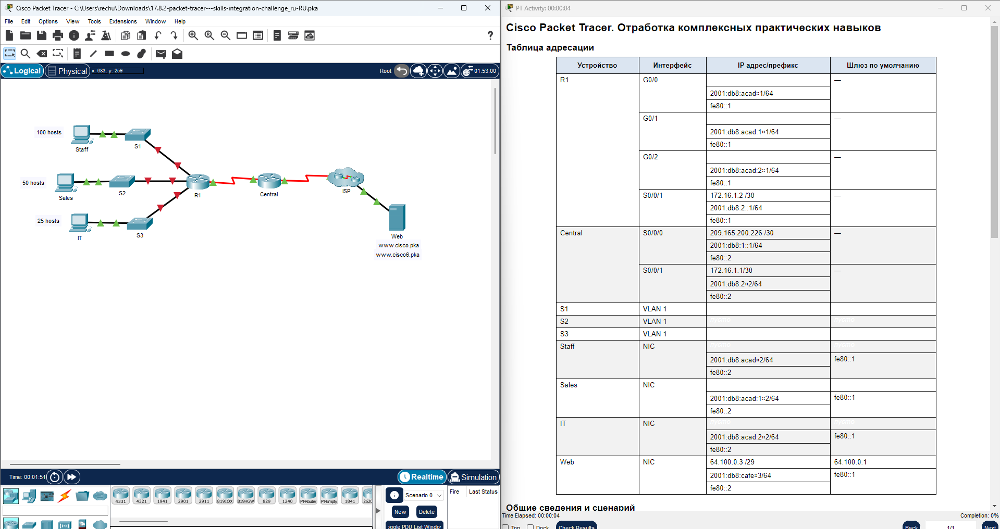 Cisco Packet Tracer - C:\Users\rechu\Downloads\17.8.2-packet-tracer---skills-integration-challenge_ru-RU.pka
File Edit Options View Tools Extensions Window Help
?
Logical Physical x: 683, y: 259 Root 01:53:00
100 hosts
Staff
S1
50 hosts
Sales
S2
R1
Central
ISP
25 hosts
IT
S3
Web
www.cisco.pka
www.cisco6.pka
Time: 00:01:51 Realtime Simulation
4331 4321 1941 2901 2911 819IOX 819HGW 829 1240 PT-Router PT-Empty 1841 2620
Scenario 0
New Delete
Toggle PDU List Window
Fire Last Status
PT Activity: 00:00:04
Cisco Packet Tracer. Отработка комплексных практических навыков
Таблица адресации
Устройство Интерфейс IP адрес/префикс Шлюз по умолчанию
R1 G0/0 —
2001:db8:acad::1/64
fe80::1
G0/1 —
2001:db8:acad:1::1/64
fe80::1
G0/2 —
2001:db8:acad:2::1/64
fe80::1
S0/0/1 172.16.1.2 /30 —
2001:db8:2::1/64
fe80::1
Central S0/0/0 209.165.200.226 /30 —
2001:db8:1::1/64
fe80::2
S0/0/1 172.16.1.1/30 —
2001:db8:2::2/64
fe80::2
S1 VLAN 1
S2 VLAN 1 пусто пусто
S3 VLAN 1
Staff NIC пусто пусто
2001:db8:acad::2/64 fe80::1
fe80::2
Sales NIC
2001:db8:acad:1::2/64 fe80::1
fe80::2
IT NIC пусто пусто
2001:db8:acad:2::2/64 fe80::1
fe80::2
Web NIC 64.100.0.3 /29 64.100.0.1
2001:db8:cafe::3/64 fe80::1
fe80::2
Общие сведения и сценарий
Time Elapsed: 00:00:04 Completion: 0%
Top Dock Check Results Back 1/1 Next